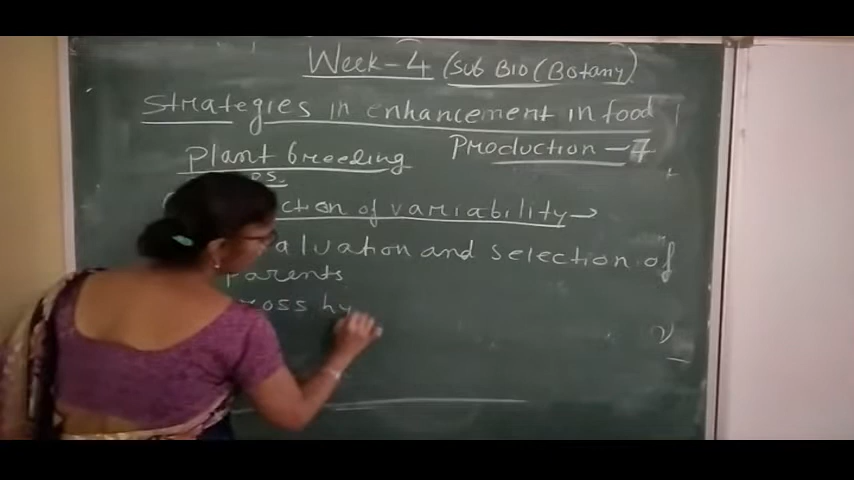 Week-4 (Sub Bio (Botany)
Strategies in enhancement in food
Production-7
Plant breeding
ction of variability →
aluation and selection of
parents
oss hy